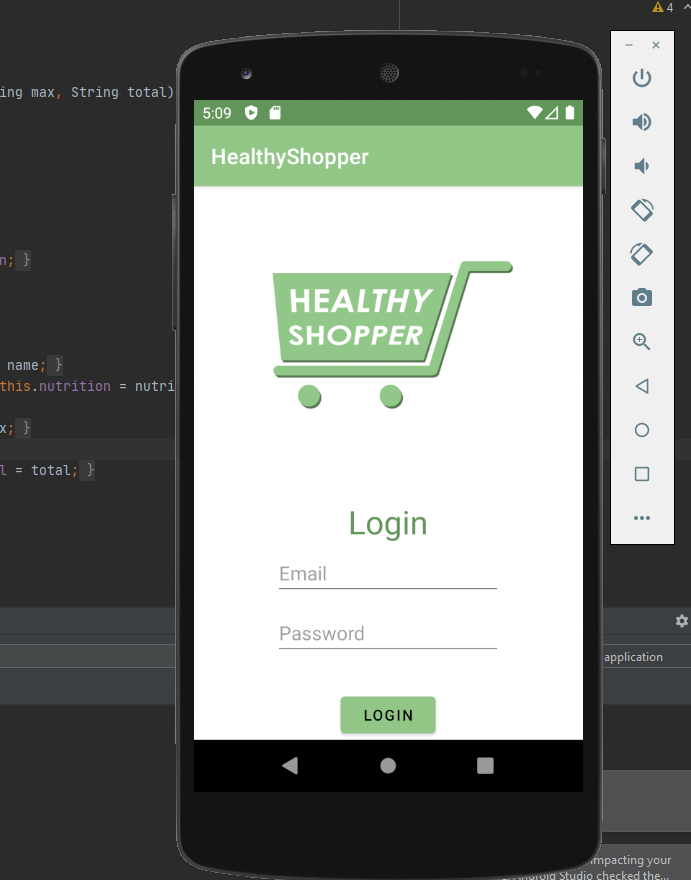 4
ing max, String total)
5:09
HealthyShopper
n; }
HEALTHY
SHOPPER
name; }
this.nutrition = nutri
x; }
l = total; }
Login
Email
Password
application
LOGIN
impacting your
Android Studio checked the...